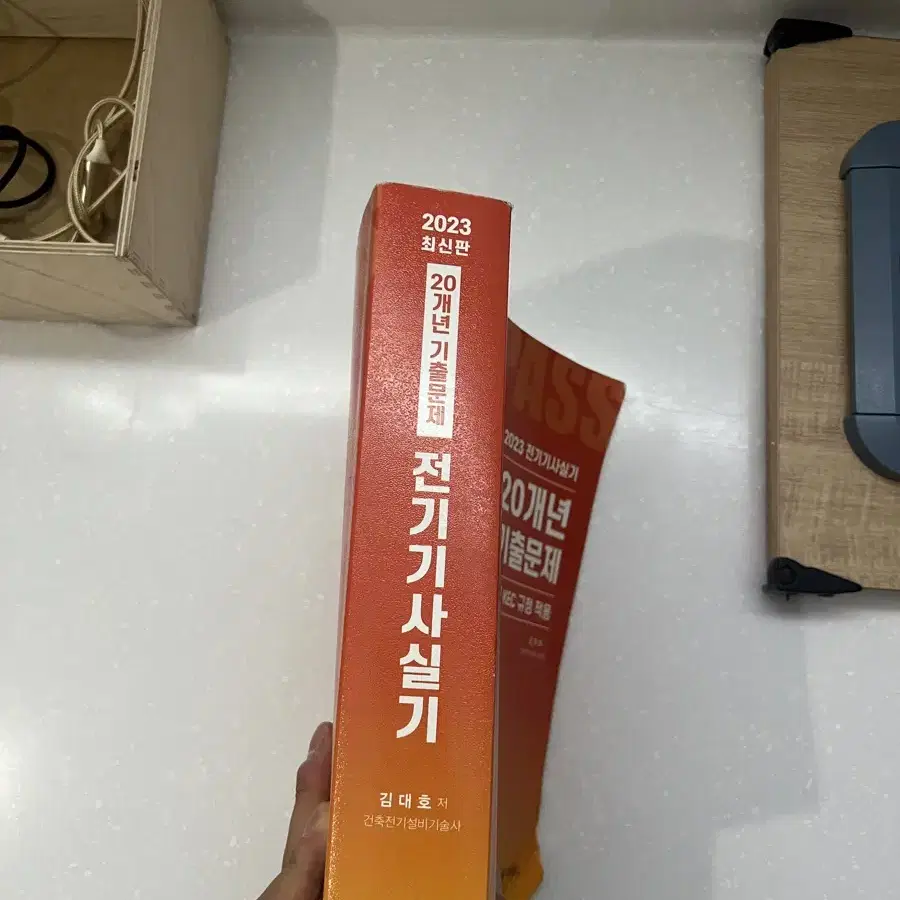 2023
최신판
20개년 기출문제
전기기사실기
김대호 저
건축전기설비기술사
ASS
2023 전기기사실기
20개년
기출문제
KEC 규정 적용